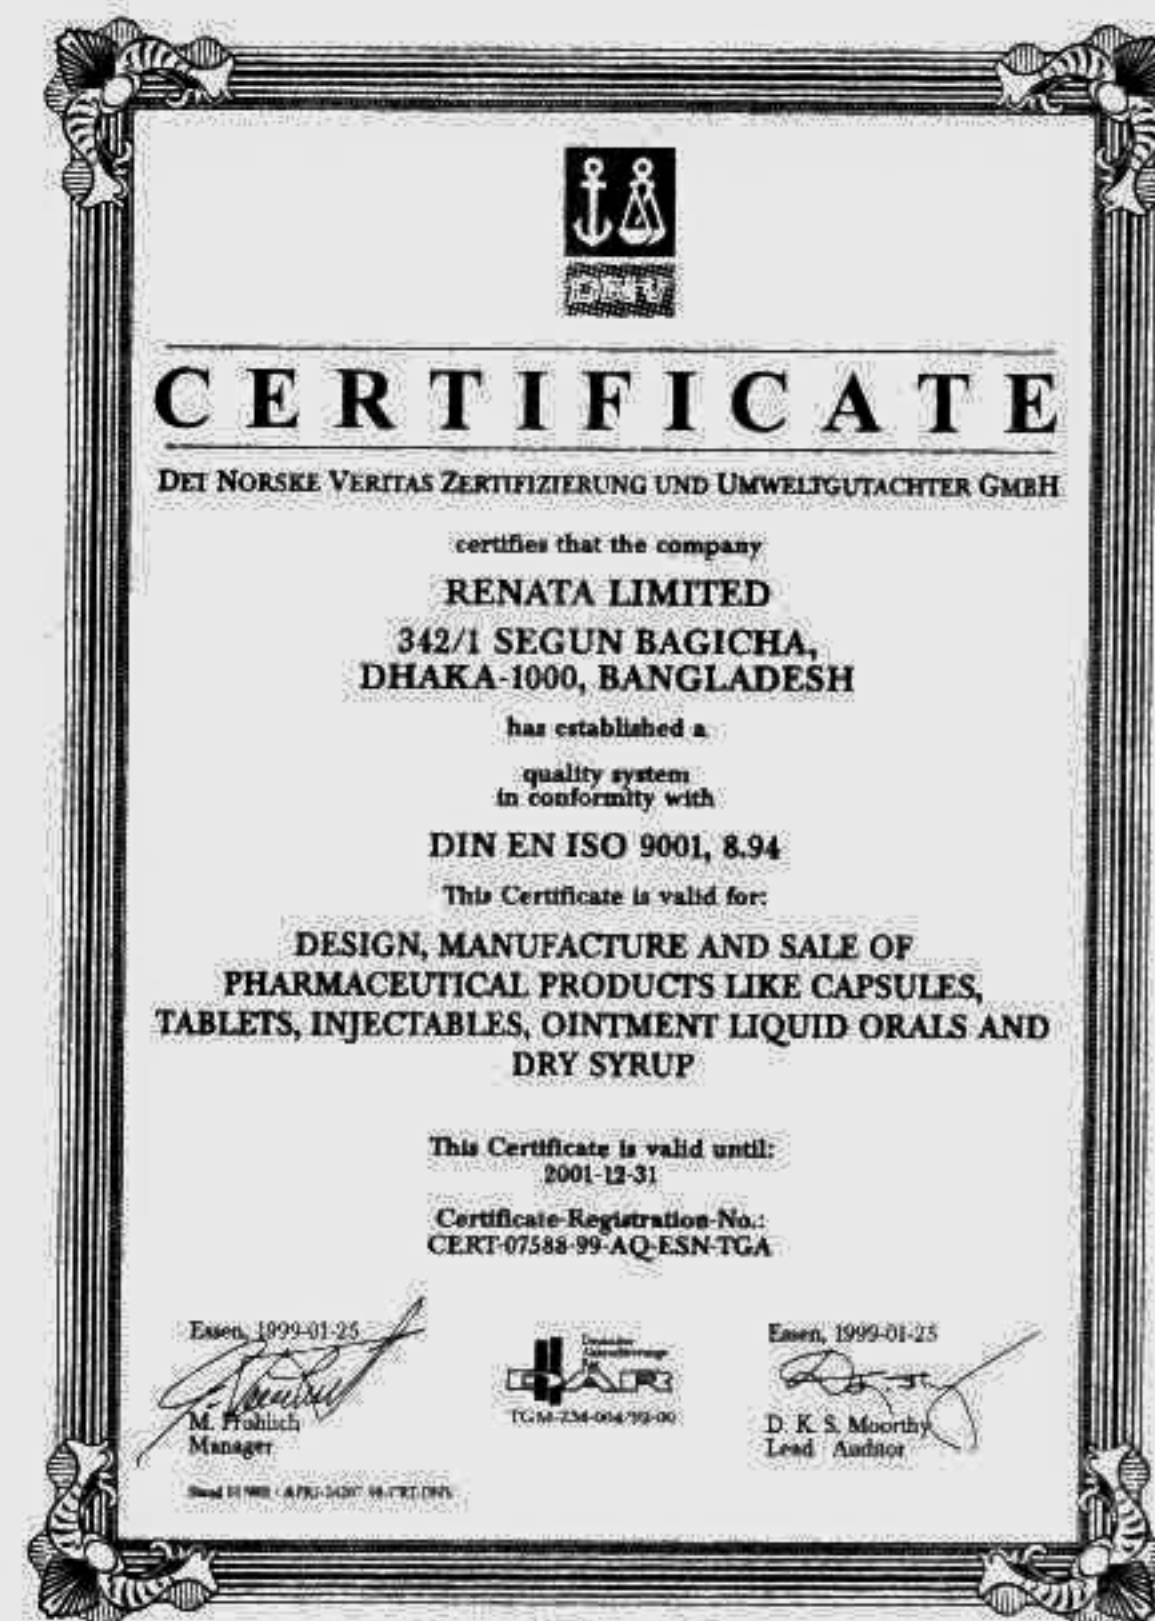 DNV
CERTIFICATE
DET NORSKE VERITAS ZERTIFIZIERUNG UND UMWELTGUTACHTER GMBH
certifies that the company
RENATA LIMITED
342/1 SEGUN BAGICHA,
DHAKA-1000, BANGLADESH
has established a
quality system
in conformity with
DIN EN ISO 9001, 8.94
This Certificate is valid for:
DESIGN, MANUFACTURE AND SALE OF
PHARMACEUTICAL PRODUCTS LIKE CAPSULES,
TABLETS, INJECTABLES, OINTMENT LIQUID ORALS AND
DRY SYRUP
This Certificate is valid until:
2001-12-31
Certificate-Registration-No.:
CERT-07588-99-AQ-ESN-TGA
Essen, 1999-01-25
M. Frohlich
Manager
DAR
Essen, 1999-01-25
D. K. S. Moorthy
Lead Auditor